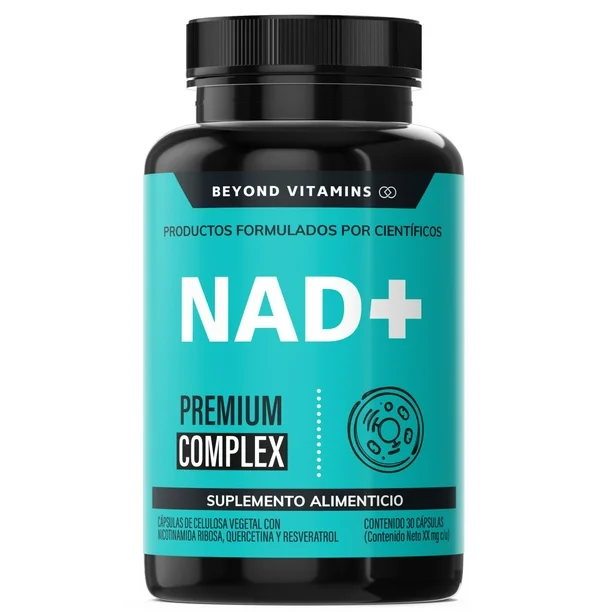 BEYOND VITAMINS
PRODUCTOS FORMULADOS POR CIENTÍFICOS
NAD+
PREMIUM
COMPLEX
SUPLEMENTO ALIMENTICIO
CÁPSULAS DE CELULOSA VEGETAL CON
NICOTINAMIDA RIBOSA, QUERCETINA Y RESVERATROL
CONTENIDO 30 CÁPSULAS
(Contenido Neto XX mg c/u)